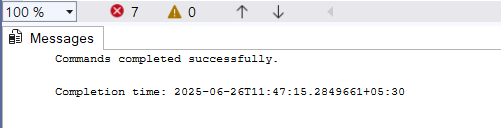 100 % 7 0
Messages
Commands completed successfully.
Completion time: 2025-06-26T11:47:15.2849661+05:30